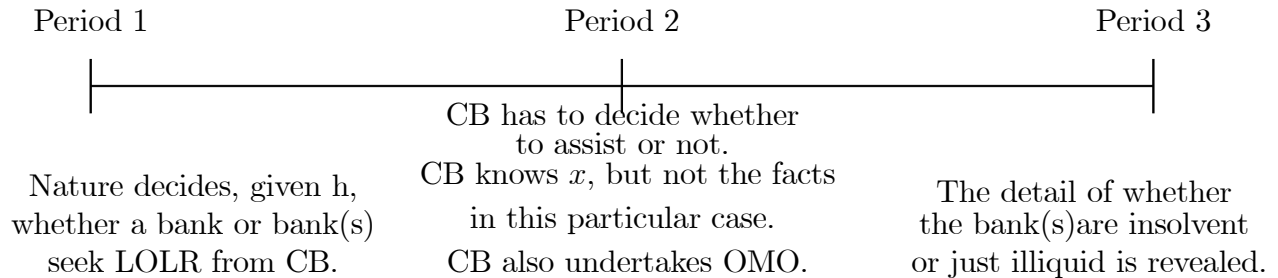 Period 1
Period 2
Period 3
Nature decides, given h,
whether a bank or bank(s)
seek LOLR from CB.
CB has to decide whether
to assist or not.
CB knows x, but not the facts
in this particular case.
CB also undertakes OMO.
The detail of whether
the bank(s)are insolvent
or just illiquid is revealed.